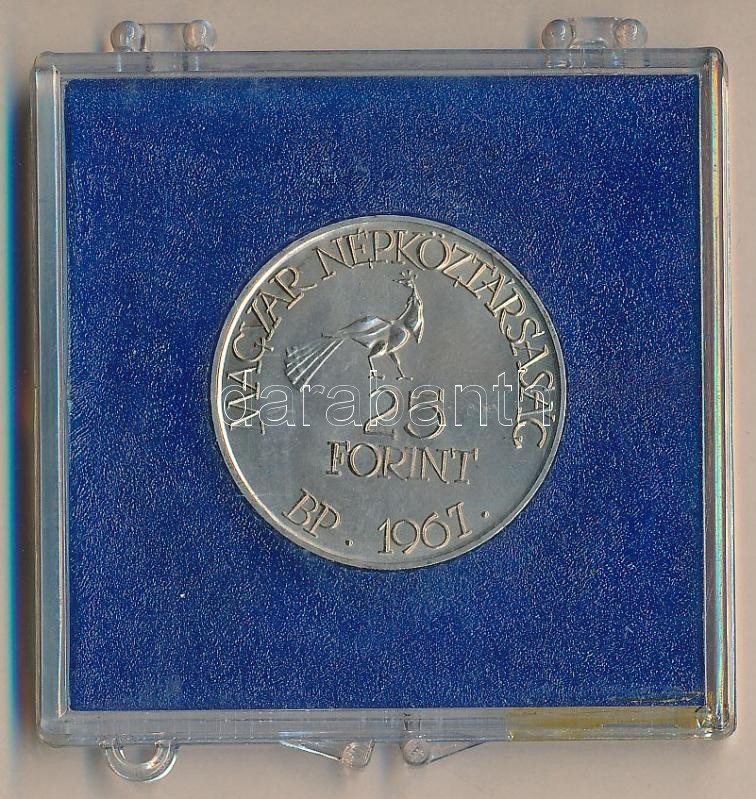 MAGYAR NÉPKÖZTÁRSASÁG
25
FORINT
BP. 1967.
darabanth